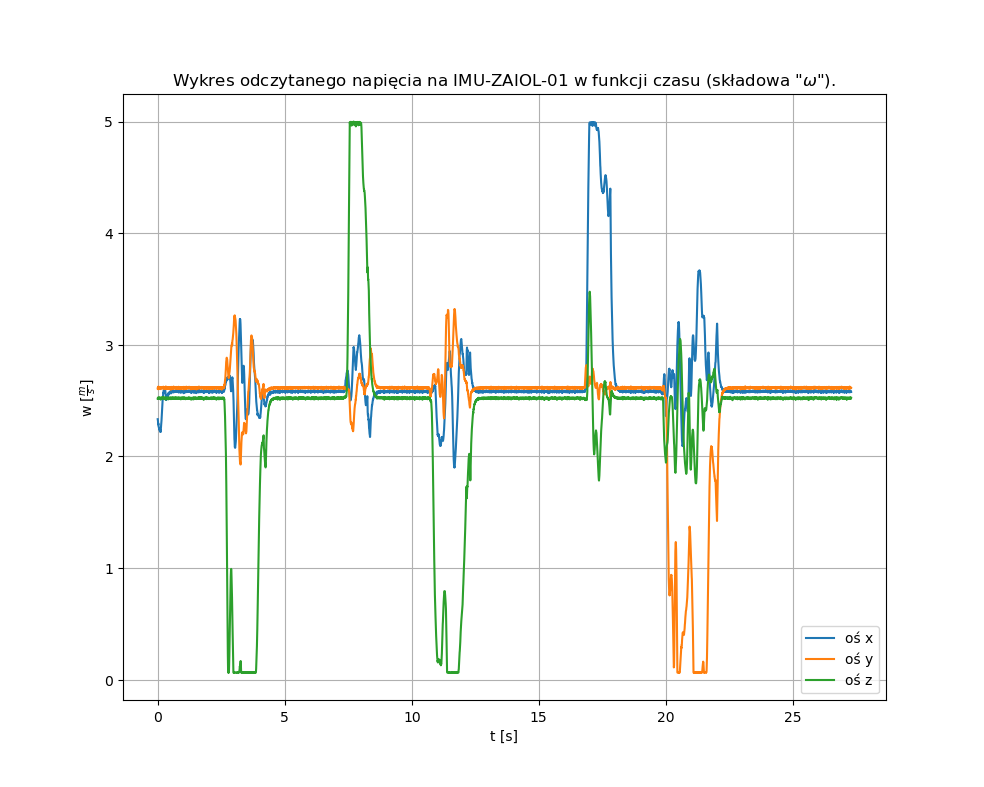 Wykres odczytanego napięcia na IMU-ZAIOL-01 w funkcji czasu (składowa "ω").
5
4
3
2
1
0
w [m/s]
0 5 10 15 20 25
t [s]
oś x
oś y
oś z